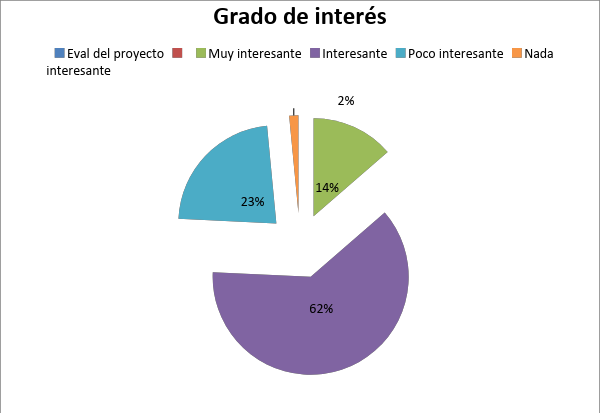 Grado de interés
Eval del proyecto Muy interesante Interesante Poco interesante Nada
interesante
2%
14%
23%
62%